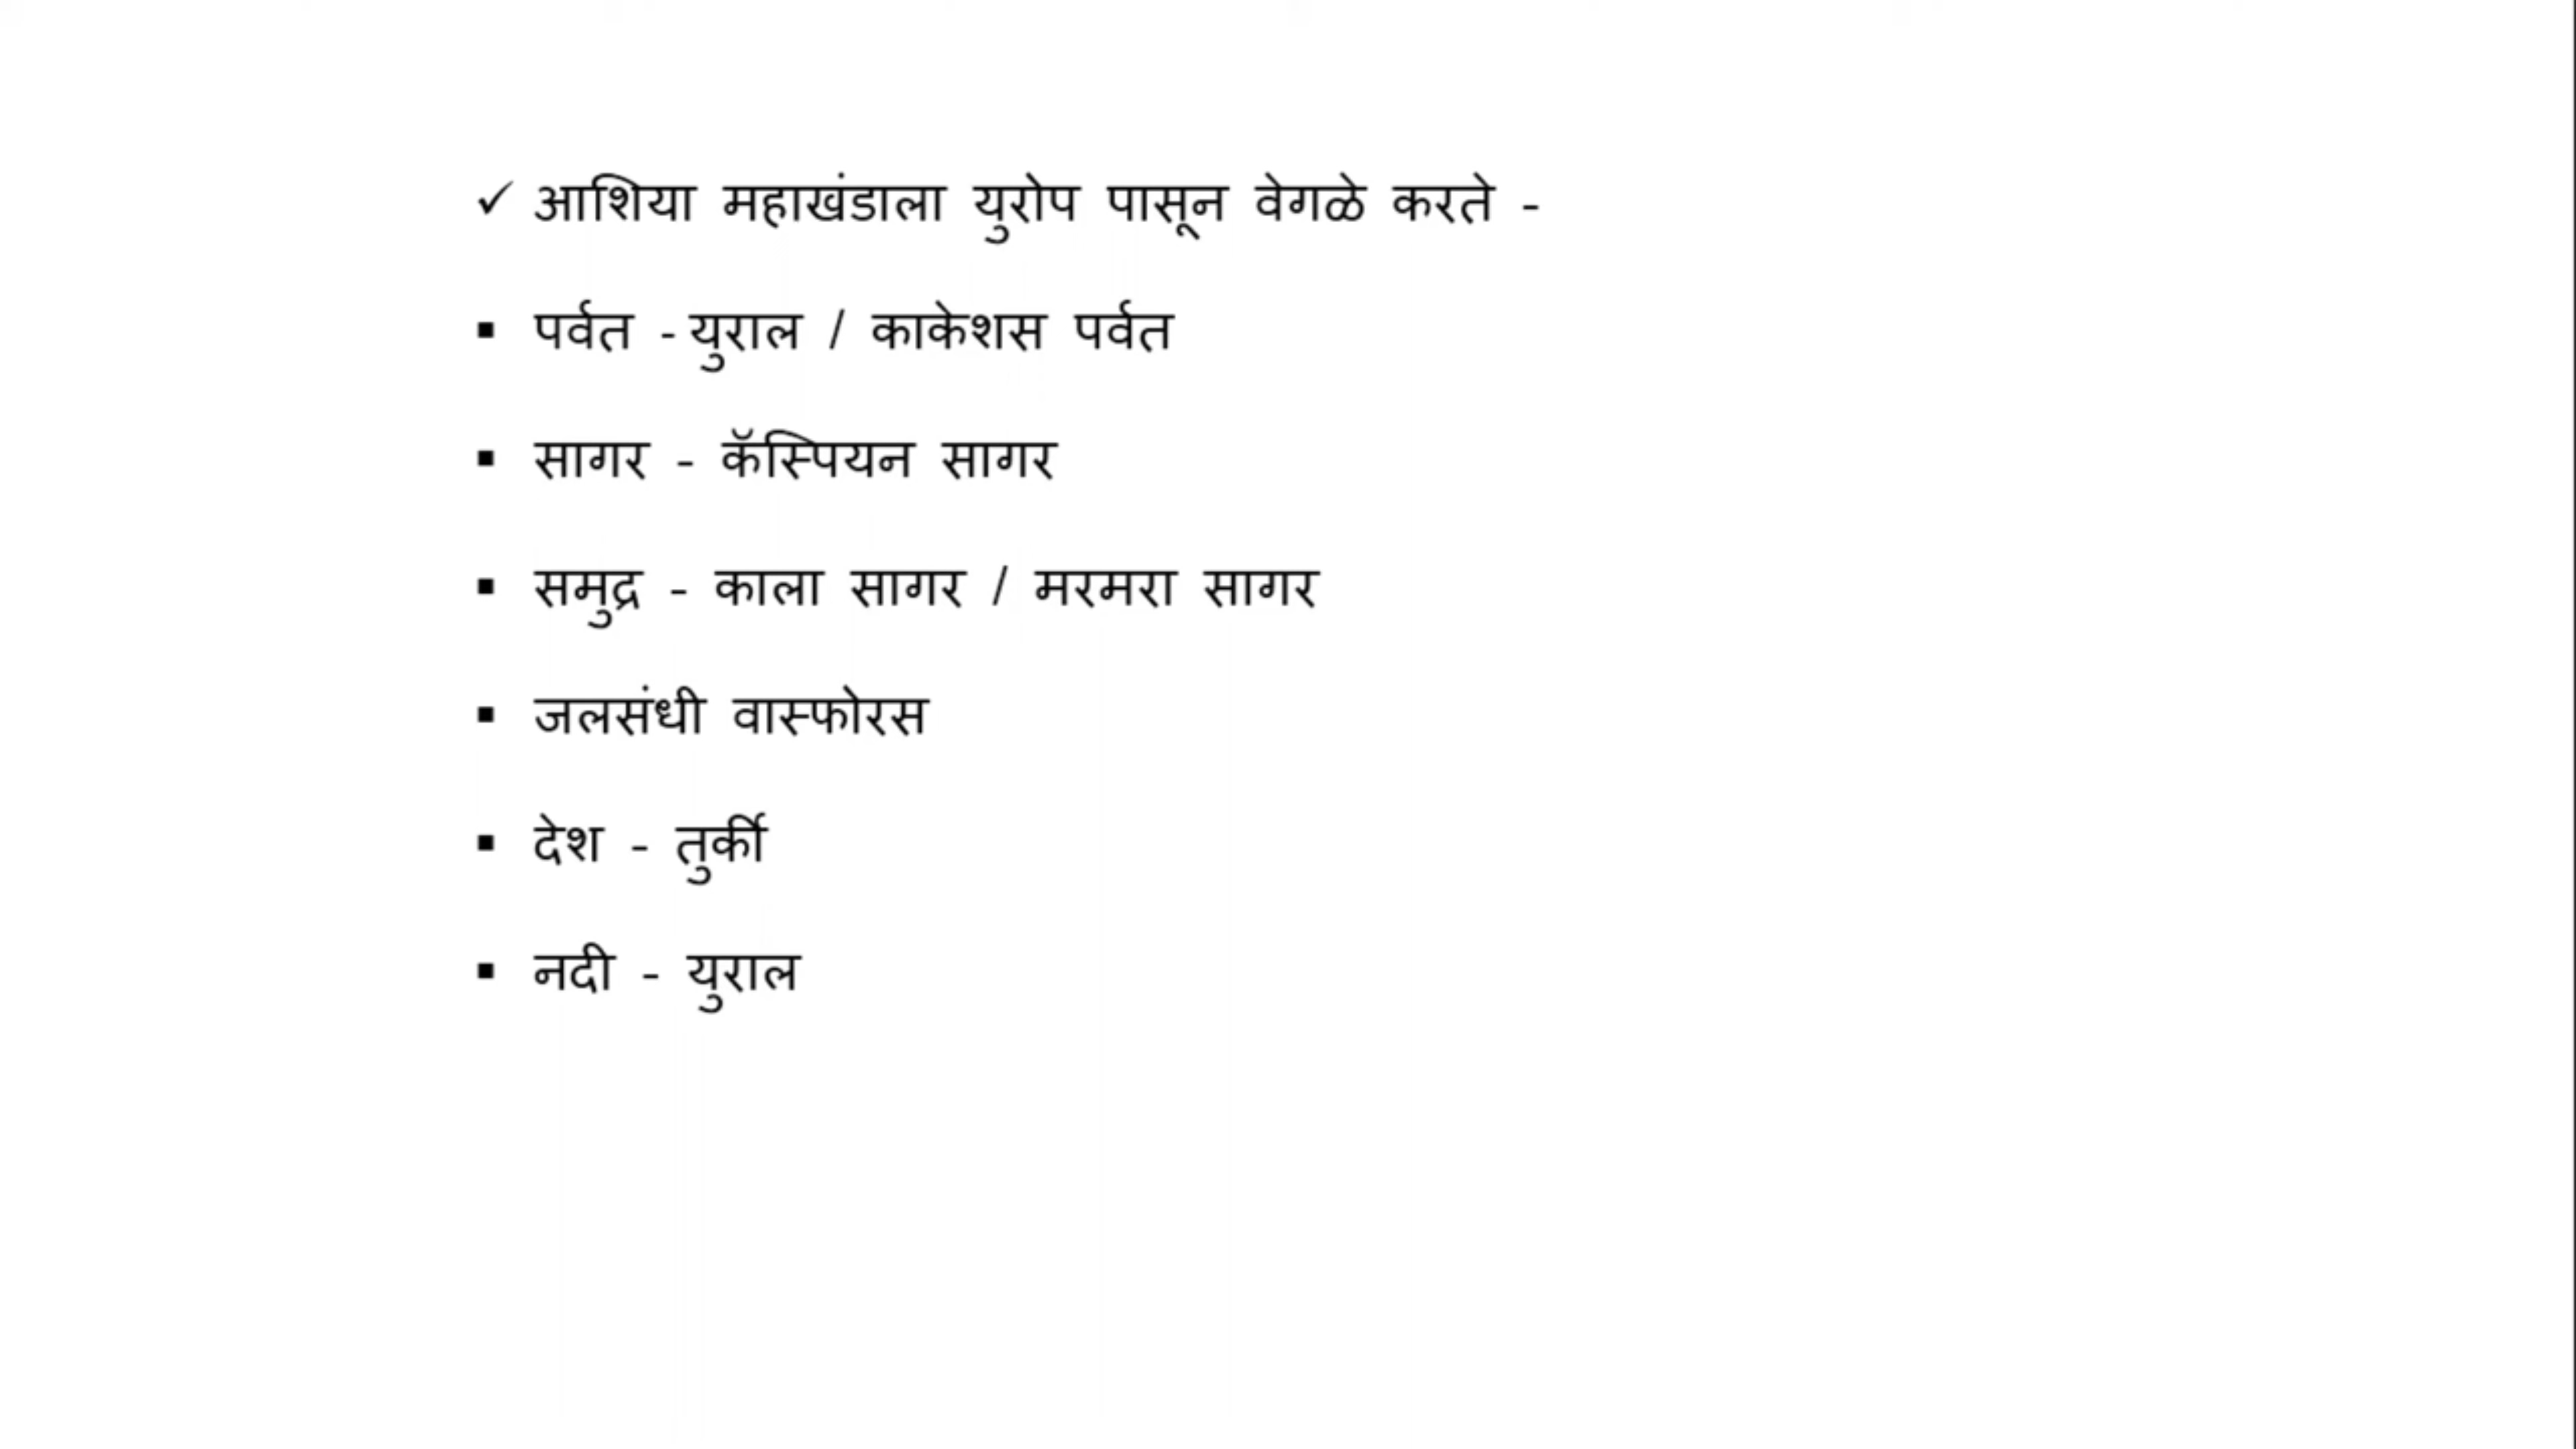 ✓ आशिया महाखंडाला युरोप पासून वेगळे करते -
▪ पर्वत - युराल / काकेशस पर्वत
▪ सागर - कॅस्पियन सागर
▪ समुद्र - काला सागर / मरमरा सागर
▪ जलसंधी वास्फोरस
▪ देश - तुर्की
▪ नदी - युराल